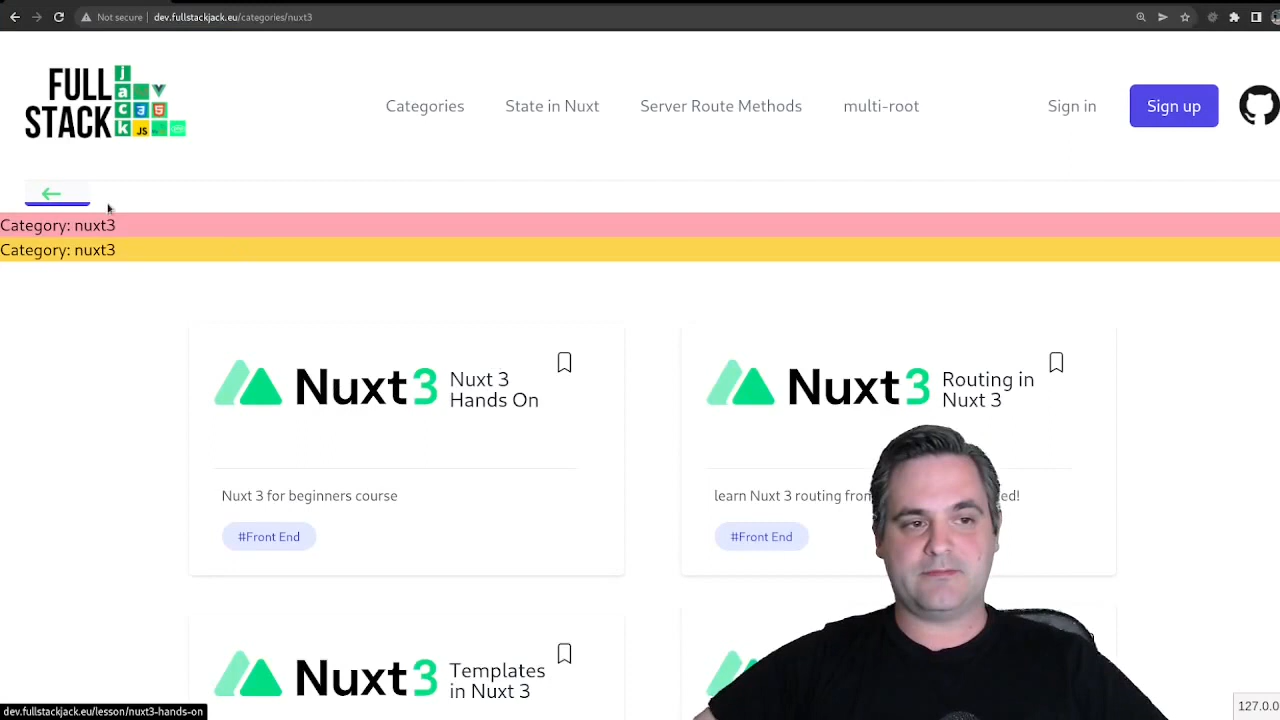 Not secure | dev.fullstackjack.eu/categories/nuxt3
FULL STACK jack
3 5
JS
Categories
State in Nuxt
Server Route Methods
multi-root
Sign in
Sign up
Category: nuxt3
Category: nuxt3
Nuxt 3
Nuxt 3
Hands On
Nuxt 3 for beginners course
#Front End
Nuxt 3
Routing in
Nuxt 3
learn Nuxt 3 routing from
ed!
#Front End
Nuxt 3
Templates
in Nuxt 3
dev.fullstackjack.eu/lesson/nuxt3-hands-on
127.0.0